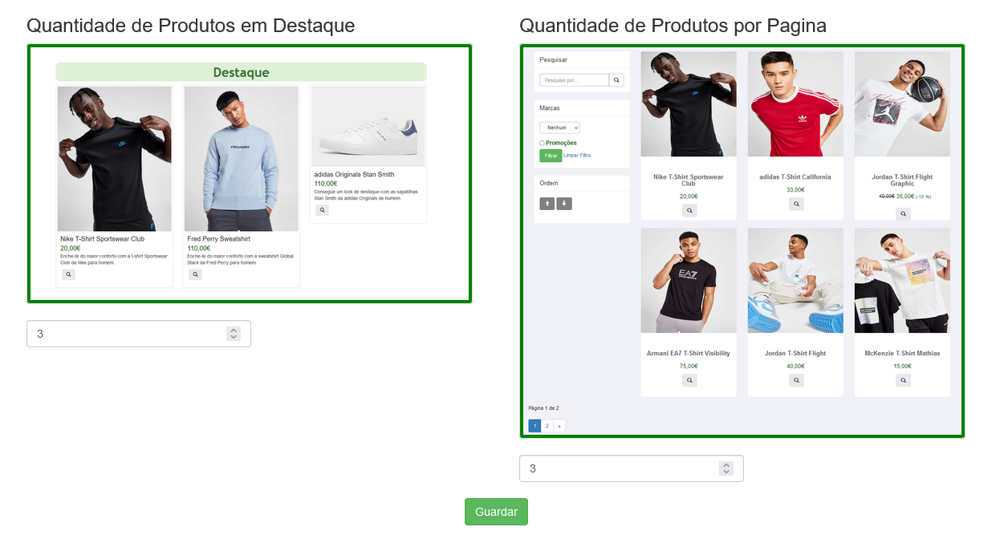 Quantidade de Produtos em Destaque
Destaque
NIKE T-Shirt Sportswear Club
20,00€
Enche-te do maior conforto com a t-shirt Sportswear
Club da Nike para homem.
FRED PERRY
Fred Perry Sweatshirt
110,00€
Enche-te do maior conforto com a sweatshirt Global
Stack da Fred Perry para homem.
adidas Originals Stan Smith
110,00€
Consegue um look de destaque com as sapatilhas
Stan Smith da adidas Originals de homem.
3
Quantidade de Produtos por Pagina
Pesquisar
Pesquise por...
Marcas
Nenhum
Promoções
Filtrar Limpar Filtro
Ordem
Nike T-Shirt Sportswear
Club
20,00€
adidas T-Shirt California
33,00€
Jordan T-Shirt Flight
Graphic
40,00€ 36,00€ (-10 %)
EA7
Armani EA7 T-Shirt Visibility
75,00€
Jordan T-Shirt Flight
40,00€
McKenzie T-Shirt Mathias
15,00€
Página 1 de 2
1 2 »
3
Guardar